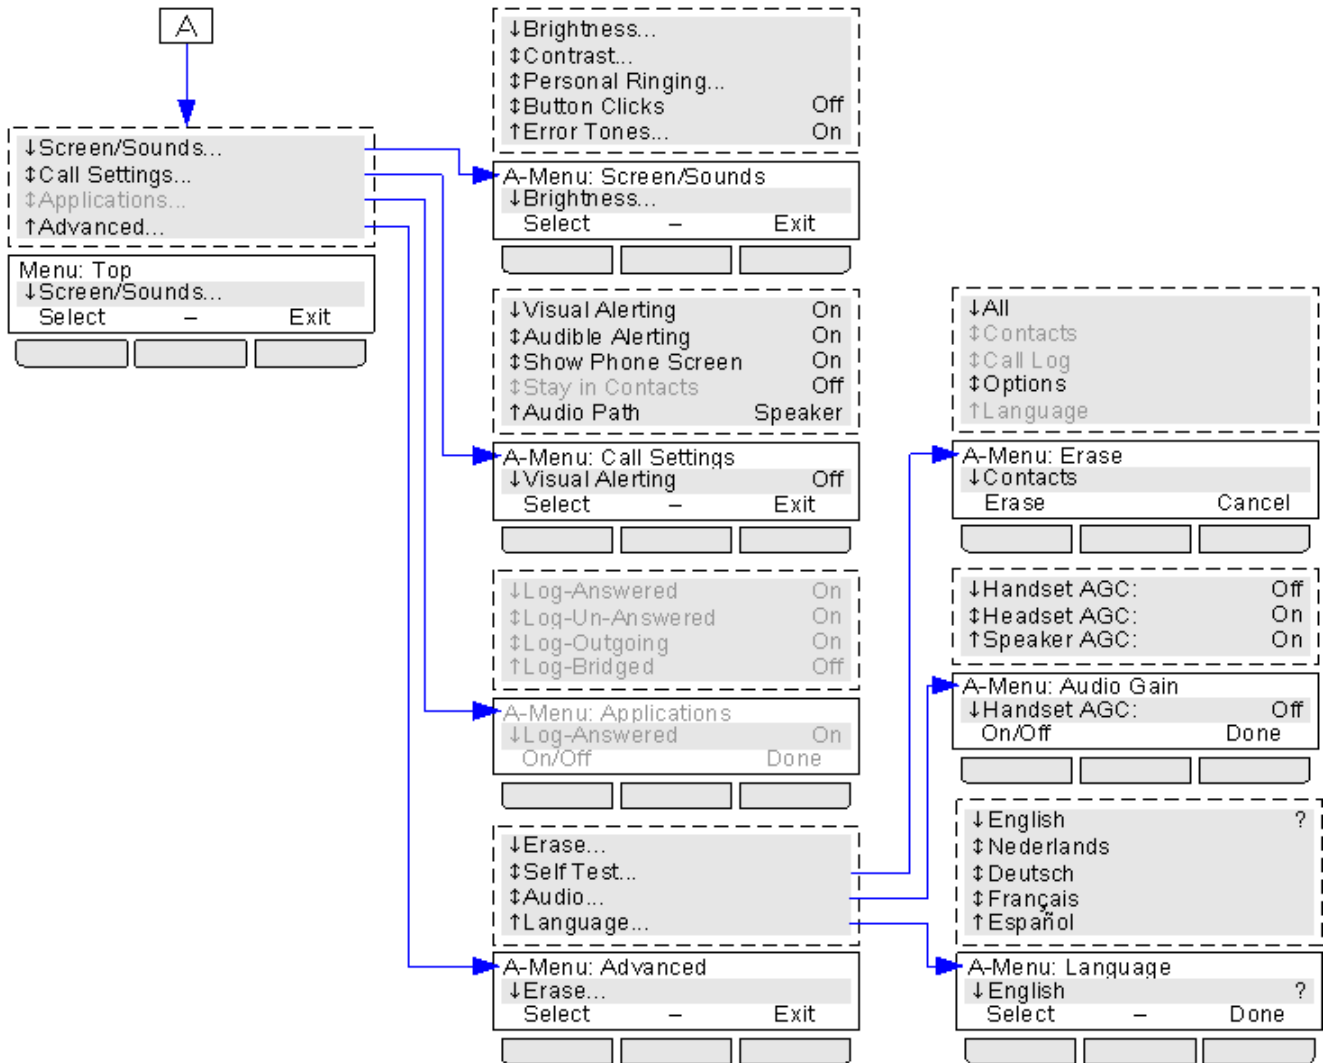 A
↓Screen/Sounds...
↕Call Settings...
↕Applications...
↑Advanced...
Menu: Top
↓Screen/Sounds...
Select – Exit
↓Brightness...
↕Contrast...
↕Personal Ringing...
↕Button Clicks Off
↑Error Tones... On
A-Menu: Screen/Sounds
↓Brightness...
Select – Exit
↓Visual Alerting On
↕Audible Alerting On
↕Show Phone Screen On
↕Stay in Contacts Off
↑Audio Path Speaker
A-Menu: Call Settings
↓Visual Alerting Off
Select – Exit
↓Log-Answered On
↕Log-Un-Answered On
↕Log-Outgoing On
↑Log-Bridged Off
A-Menu: Applications
↓Log-Answered On
On/Off Done
↓Erase...
↕Self Test...
↕Audio...
↑Language...
A-Menu: Advanced
↓Erase...
Select – Exit
↓All
↕Contacts
↕Call Log
↕Options
↑Language
A-Menu: Erase
↓Contacts
Erase Cancel
↓Handset AGC: Off
↕Headset AGC: On
↑Speaker AGC: On
A-Menu: Audio Gain
↓Handset AGC: Off
On/Off Done
↓English ?
↕Nederlands
↕Deutsch
↕Français
↑Español
A-Menu: Language
↓English ?
Select – Done